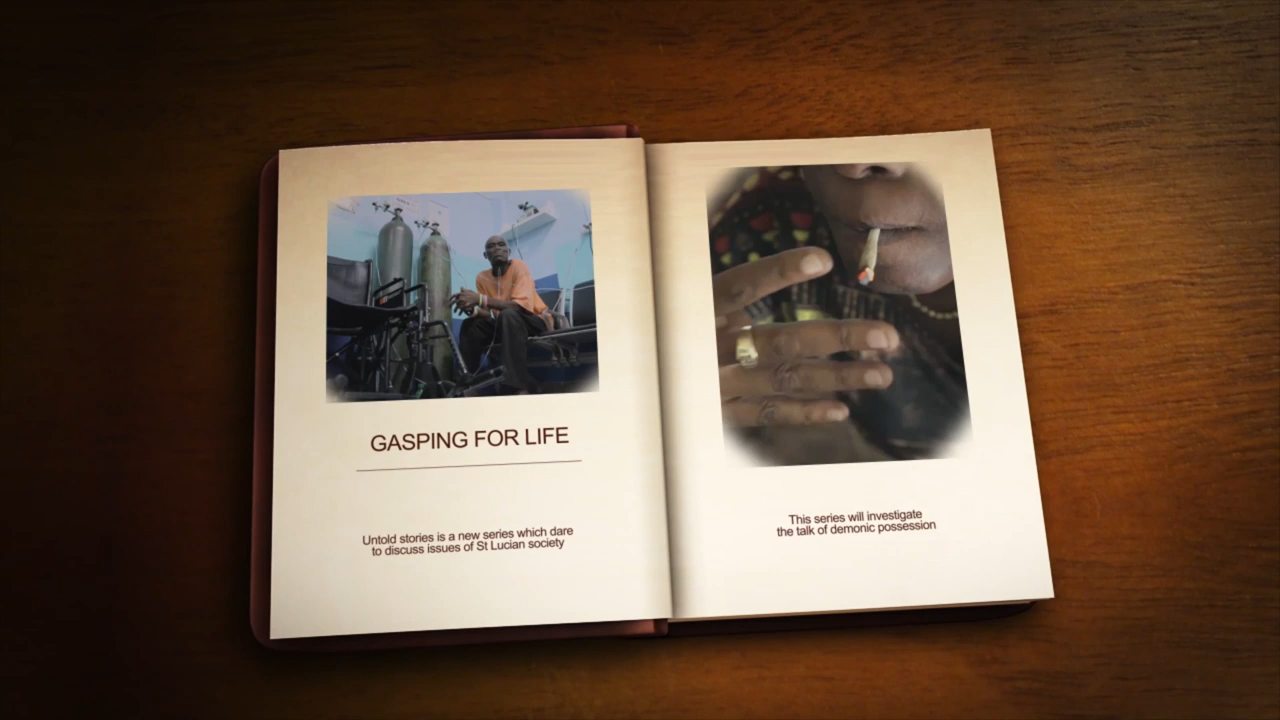 GASPING FOR LIFE
Untold stories is a new series which dare
to discuss issues of St Lucian society
This series will investigate
the talk of demonic possession